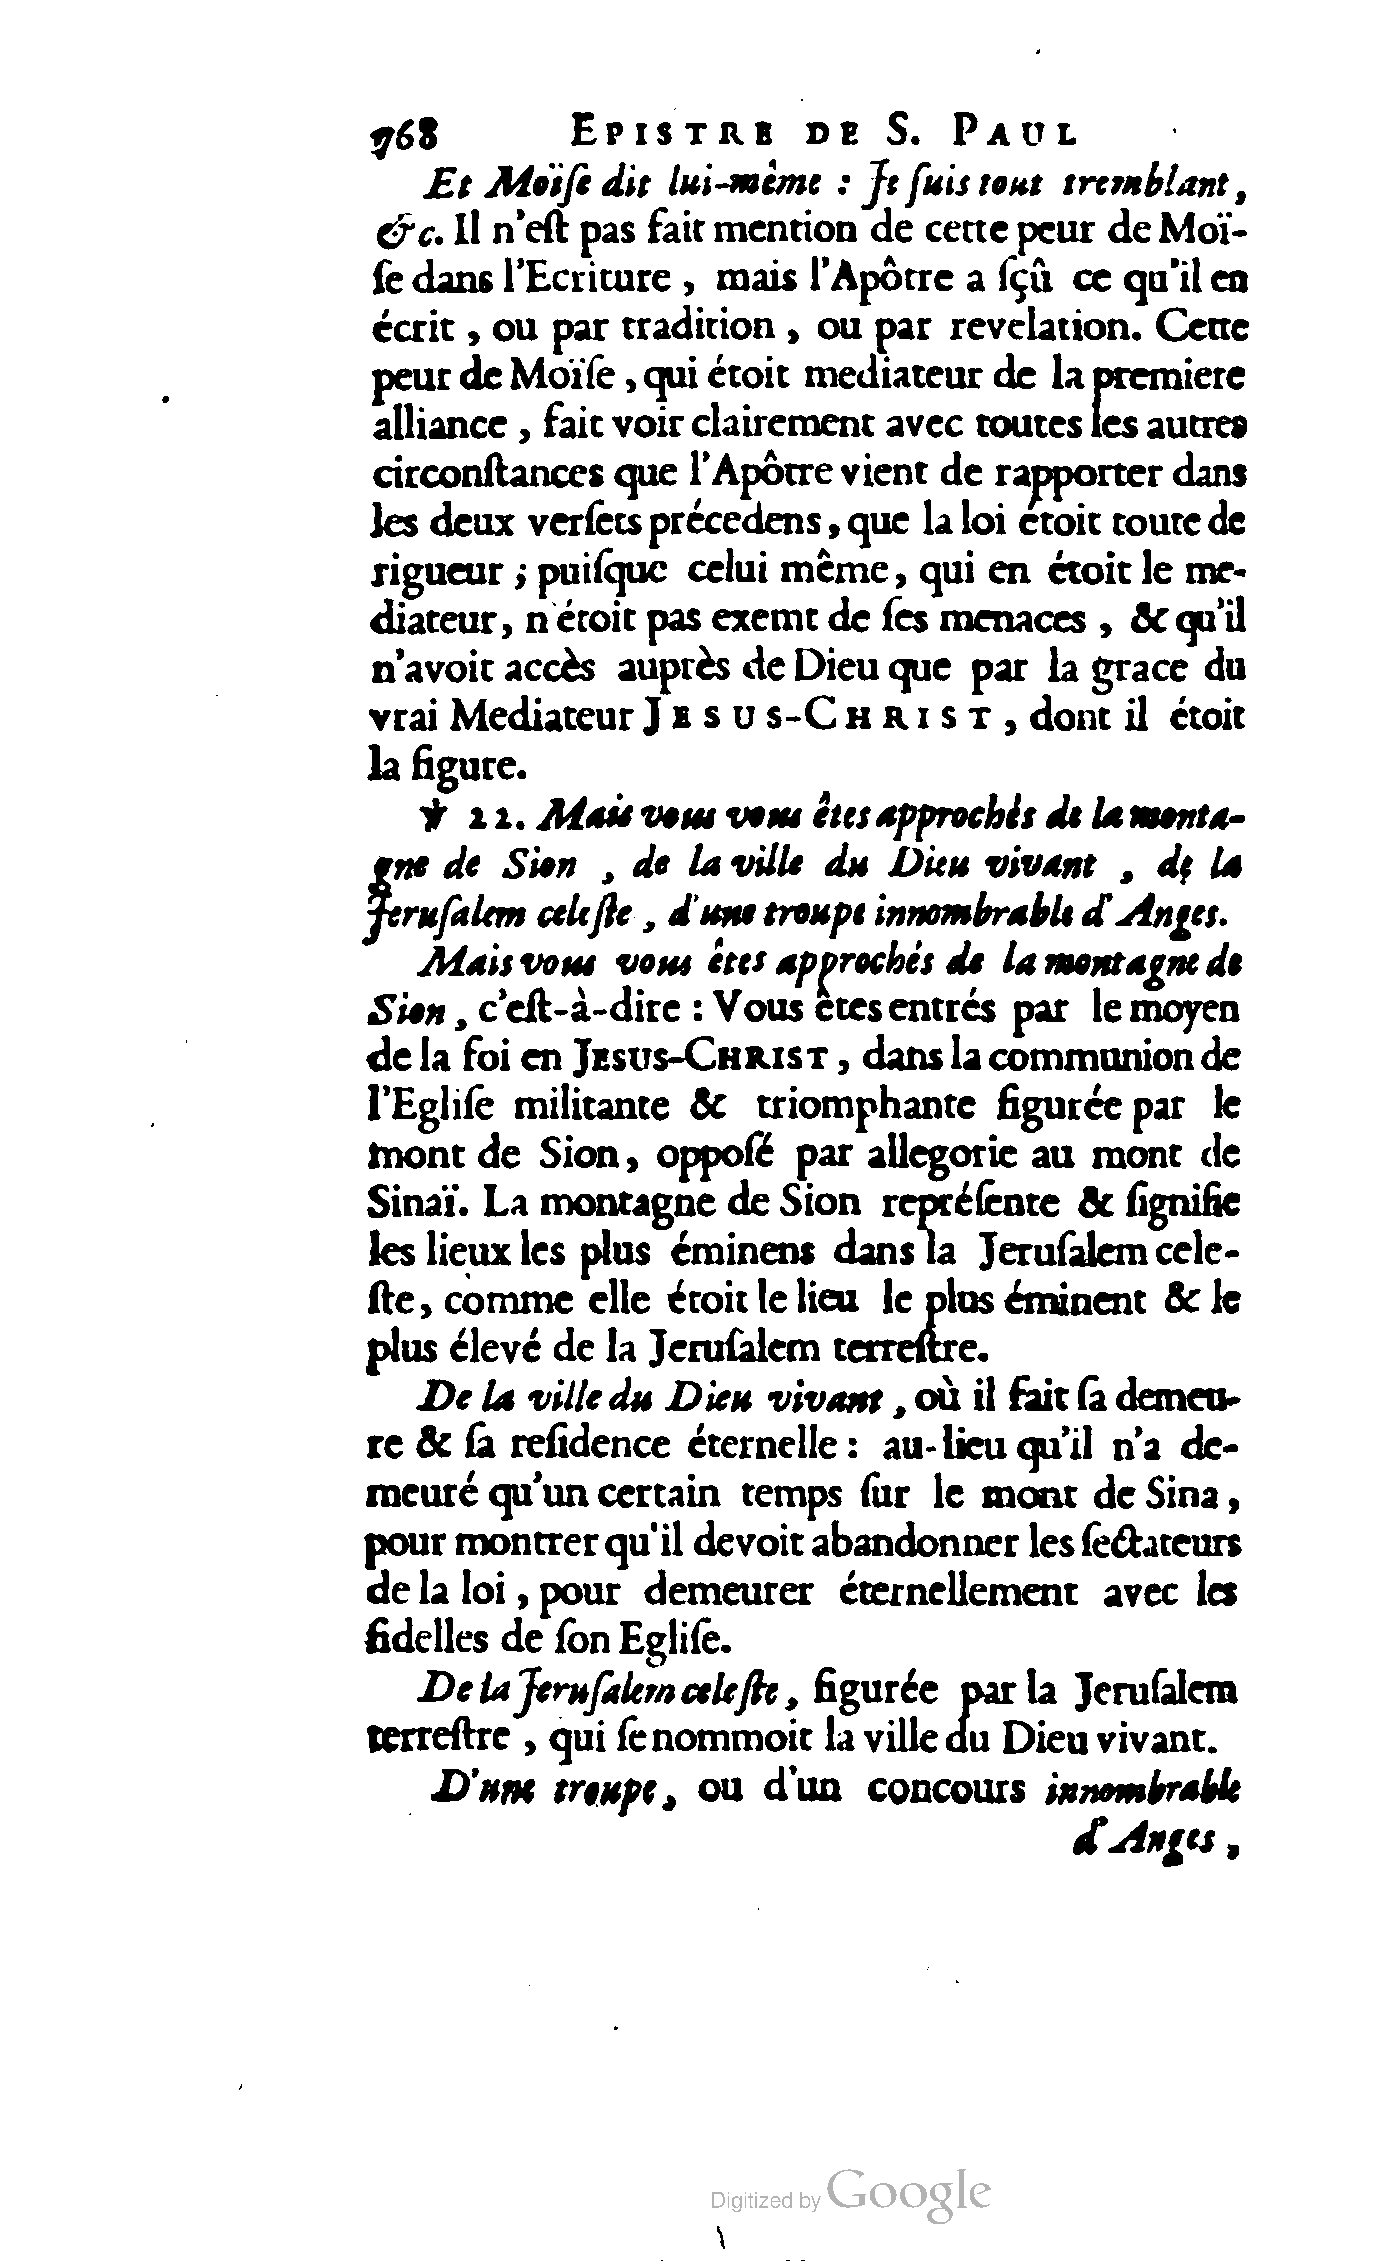 768 EPISTRE DE S. PAUL
Et Moïſe dit lui-même : Je ſuis tout tremblant,
&c. Il n'eſt pas fait mention de cette peur de Moï-
ſe dans l'Ecriture, mais l'Apôtre a ſçû ce qu'il en
écrit, ou par tradition, ou par revelation. Cette
peur de Moïſe, qui étoit mediateur de la premiere
alliance, fait voir clairement avec toutes les autres
circonſtances que l'Apôtre vient de rapporter dans
les deux verſets précedens, que la loi étoit toute de
rigueur ; puiſque celui même, qui en étoit le me-
diateur, n'étoit pas exemt de ſes menaces, & qu'il
n'avoit accès auprès de Dieu que par la grace du
vrai Mediateur JESUS-CHRIST, dont il étoit
la figure.
℣ 22. Mais vous vous êtes approchés de la monta-
gne de Sion, de la ville du Dieu vivant, de la
Jeruſalem celeſte, d'une troupe innombrable d'Anges.
Mais vous vous êtes approchés de la montagne de
Sion, c'eſt-à-dire : Vous êtes entrés par le moyen
de la foi en JESUS-CHRIST, dans la communion de
l'Egliſe militante & triomphante figurée par le
mont de Sion, oppoſé par allegorie au mont de
Sinaï. La montagne de Sion repréſente & ſignifie
les lieux les plus éminens dans la Jeruſalem cele-
ſte, comme elle étoit le lieu le plus éminent & le
plus élevé de la Jeruſalem terreſtre.
De la ville du Dieu vivant, où il fait ſa demeu-
re & ſa reſidence éternelle : au-lieu qu'il n'a de-
meuré qu'un certain temps ſur le mont de Sina,
pour montrer qu'il devoit abandonner les ſectateurs
de la loi, pour demeurer éternellement avec les
fidelles de ſon Egliſe.
De la Jeruſalem celeſte, figurée par la Jeruſalem
terreſtre, qui ſe nommoit la ville du Dieu vivant.
D'une troupe, ou d'un concours innombrable
d'Anges,
Digitized by Google